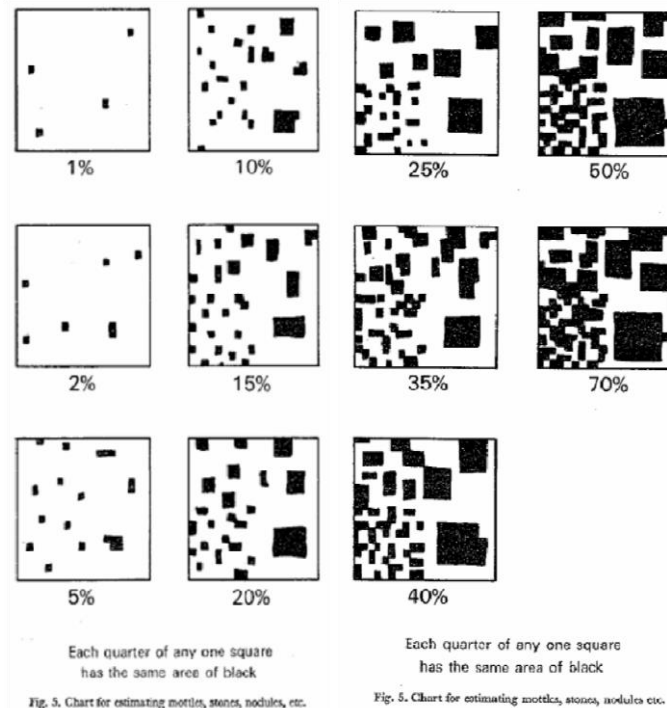 1%
10%
25%
50%
2%
15%
35%
70%
5%
20%
40%
Each quarter of any one square
has the same area of black
Each quarter of any one square
has the same area of black
Fig. 5. Chart for estimating mottles, stones, nodules, etc.
Fig. 5. Chart for estimating mottles, stones, nodules etc.